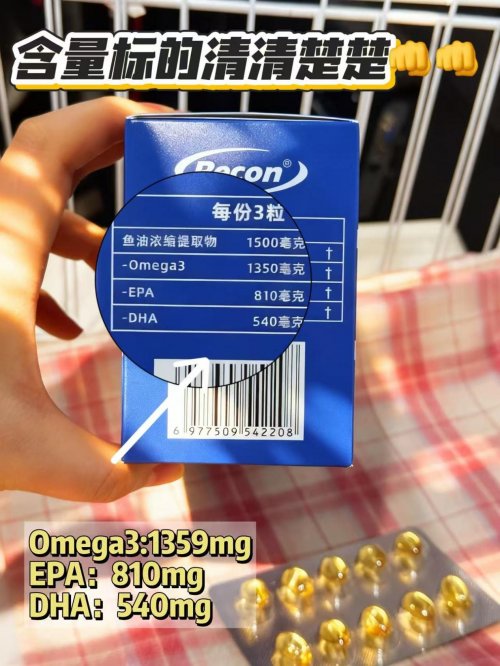 含量标的清清楚楚👊👊
Recon®
每份3粒
鱼油浓缩提取物 1500毫克 †
-Omega3 1350毫克 †
-EPA 810毫克 †
-DHA 540毫克 †
6 977509 542208
Omega3:1359mg
EPA：810mg
DHA：540mg